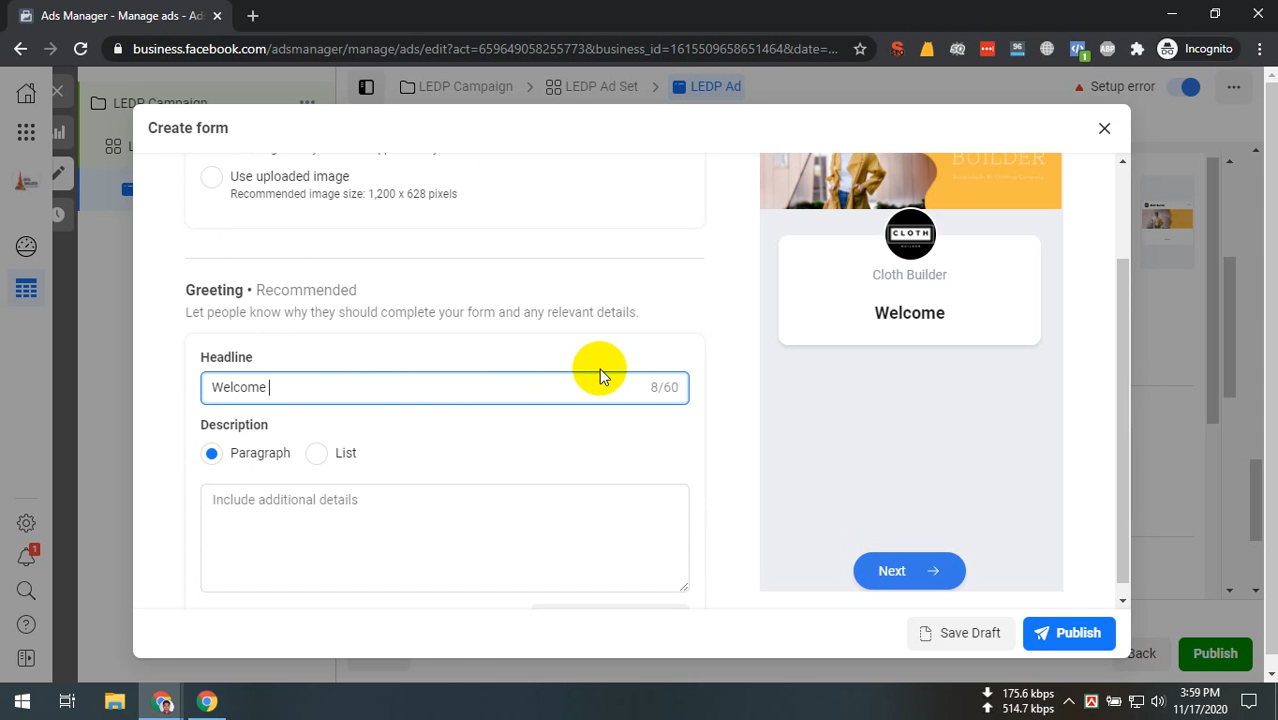 Ads Manager - Manage ads - Ad
business.facebook.com/adsmanager/manage/ads/edit?act=659649058255773&business_id=1615509658651464&date=...
96
1
ABP
Incognito
LEDP Campaign
LEDP Campaign > LEDP Ad Set > LEDP Ad
Setup error
Create form
Use uploaded image
Recommended image size: 1,200 x 628 pixels
BUILDER
CLOTH
Cloth Builder
Welcome
Greeting • Recommended
Let people know why they should complete your form and any relevant details.
Headline
Welcome
8/60
Description
Paragraph
List
Include additional details
Next
Save Draft
Publish
Back
Publish
1
175.6 kbps
514.7 kbps
3:59 PM
11/17/2020